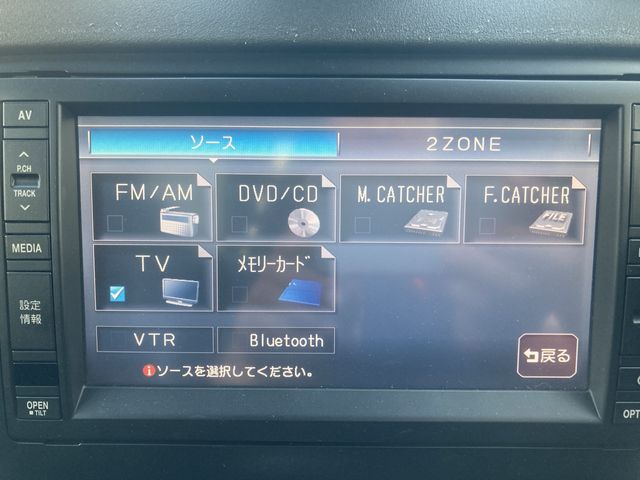 AV
P.CH
TRACK
MEDIA
設定
情報
OPEN
TILT
ソース
2ZONE
FM/AM
DVD/CD
M.CATCHER
F.CATCHER
FILE
TV
メモリーカード
VTR
Bluetooth
ソースを選択してください。
戻る
OPT